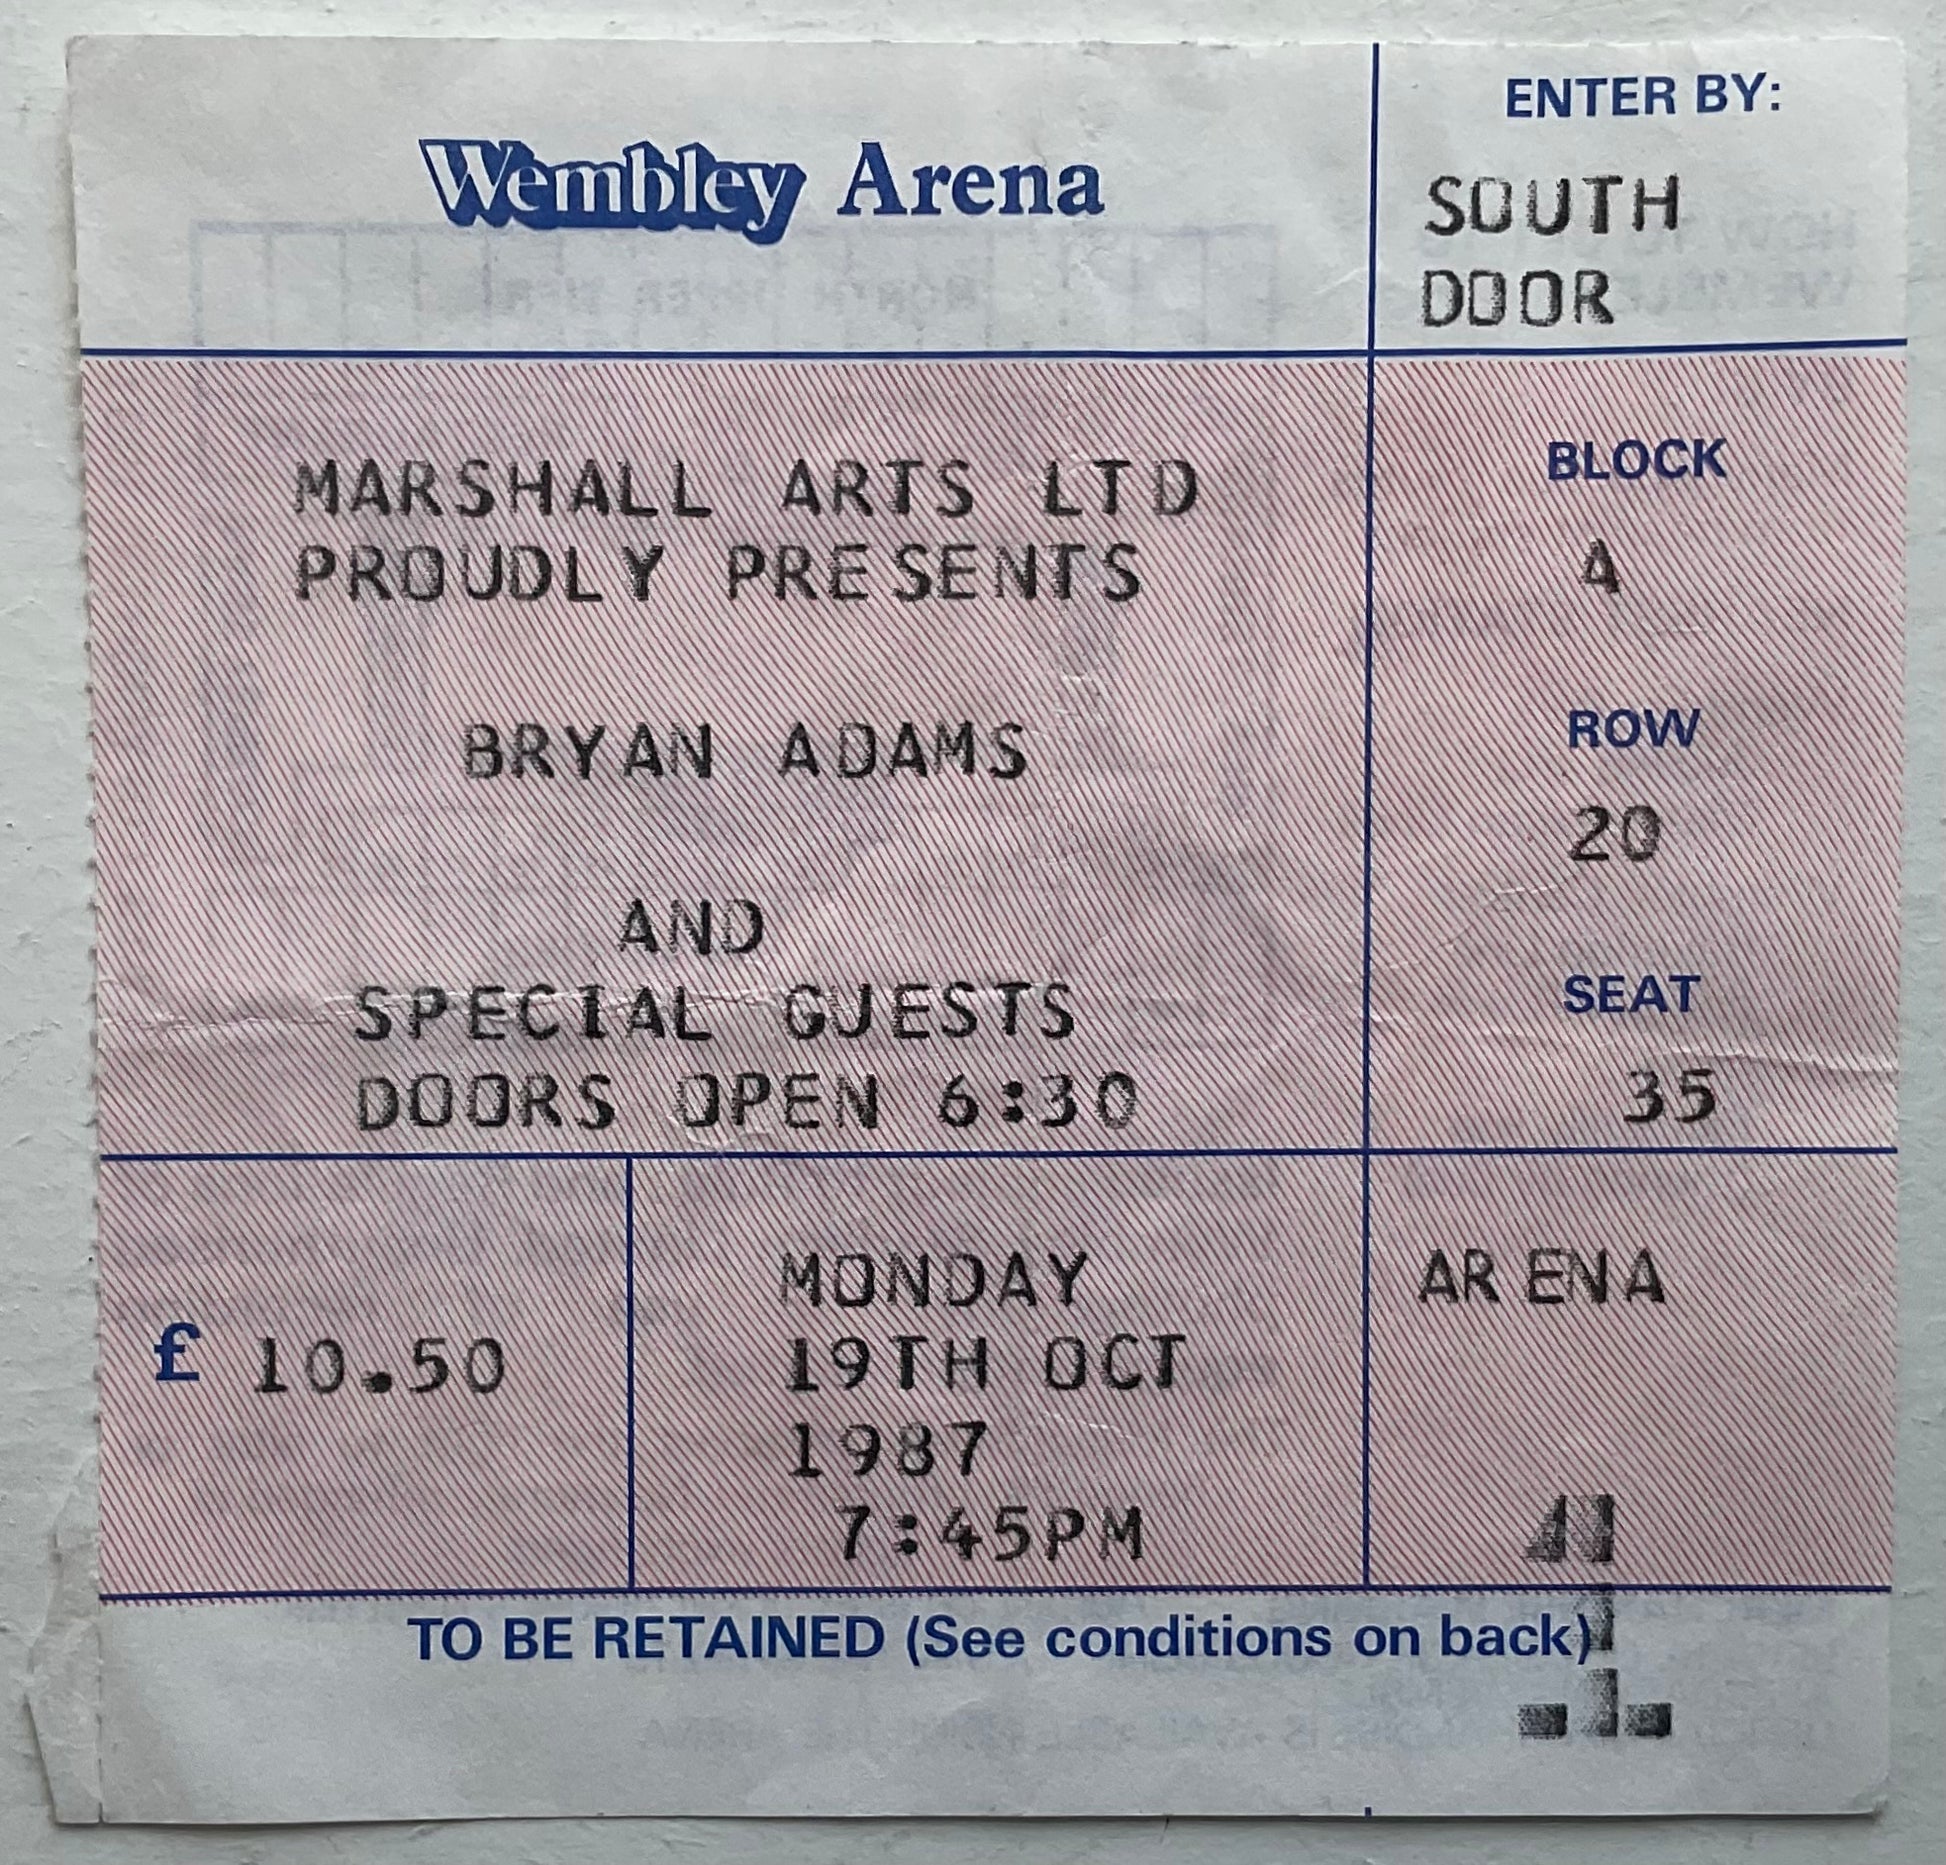 Wembley Arena
ENTER BY:
SOUTH
DOOR
MARSHALL ARTS LTD
PROUDLY PRESENTS
BRYAN ADAMS
AND
SPECIAL GUESTS
DOORS OPEN 6:30
BLOCK
4
ROW
20
SEAT
35
£ 10.50
MONDAY
19TH OCT
1987
7:45PM
ARENA
TO BE RETAINED (See conditions on back)